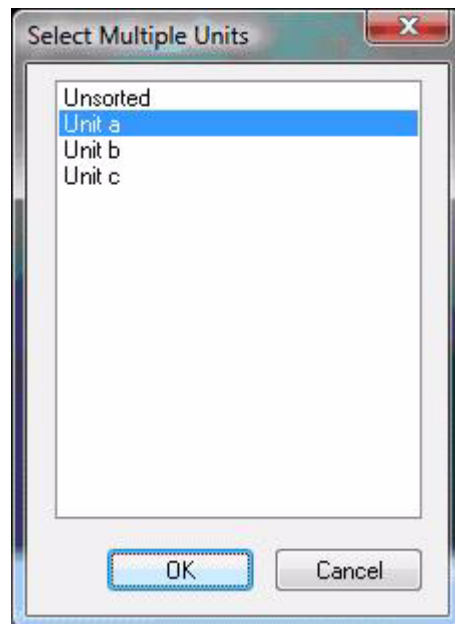 Select Multiple Units
Unsorted
Unit a
Unit b
Unit c
OK
Cancel